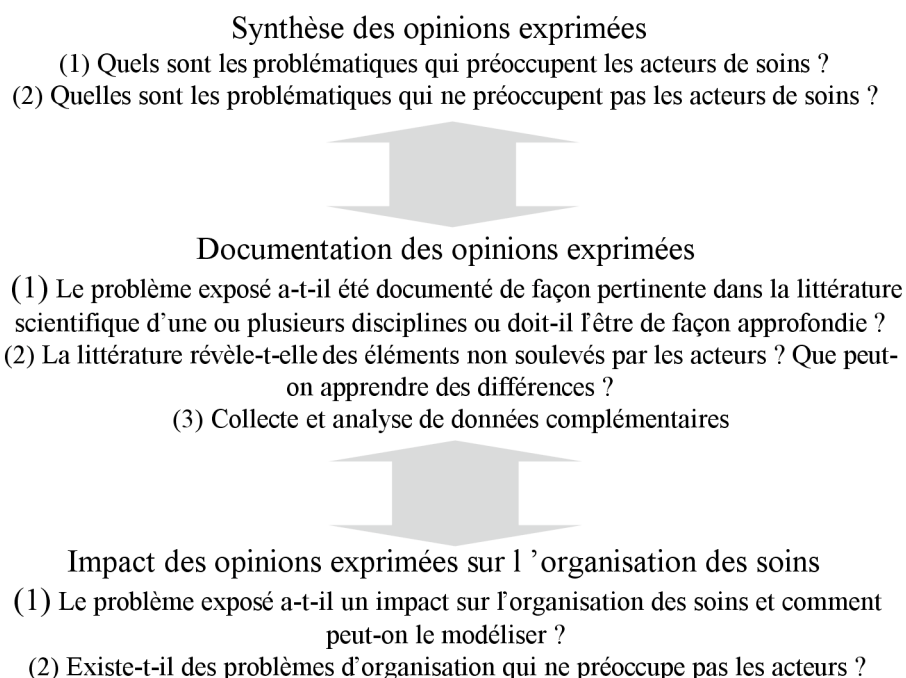 Synthèse des opinions exprimées
(1) Quels sont les problématiques qui préoccupent les acteurs de soins ?
(2) Quelles sont les problématiques qui ne préoccupent pas les acteurs de soins ?
Documentation des opinions exprimées
(1) Le problème exposé a-t-il été documenté de façon pertinente dans la littérature
scientifique d'une ou plusieurs disciplines ou doit-il l'être de façon approfondie ?
(2) La littérature révèle-t-elle des éléments non soulevés par les acteurs ? Que peut-
on apprendre des différences ?
(3) Collecte et analyse de données complémentaires
Impact des opinions exprimées sur l 'organisation des soins
(1) Le problème exposé a-t-il un impact sur l'organisation des soins et comment
peut-on le modéliser ?
(2) Existe-t-il des problèmes d'organisation qui ne préoccupe pas les acteurs ?